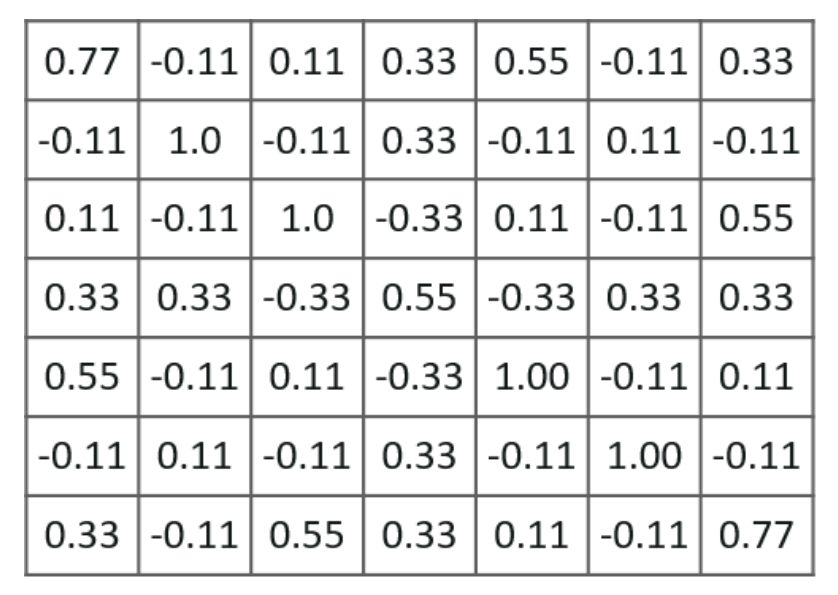 0.77 -0.11 0.11 0.33 0.55 -0.11 0.33
-0.11 1.0 -0.11 0.33 -0.11 0.11 -0.11
0.11 -0.11 1.0 -0.33 0.11 -0.11 0.55
0.33 0.33 -0.33 0.55 -0.33 0.33 0.33
0.55 -0.11 0.11 -0.33 1.00 -0.11 0.11
-0.11 0.11 -0.11 0.33 -0.11 1.00 -0.11
0.33 -0.11 0.55 0.33 0.11 -0.11 0.77